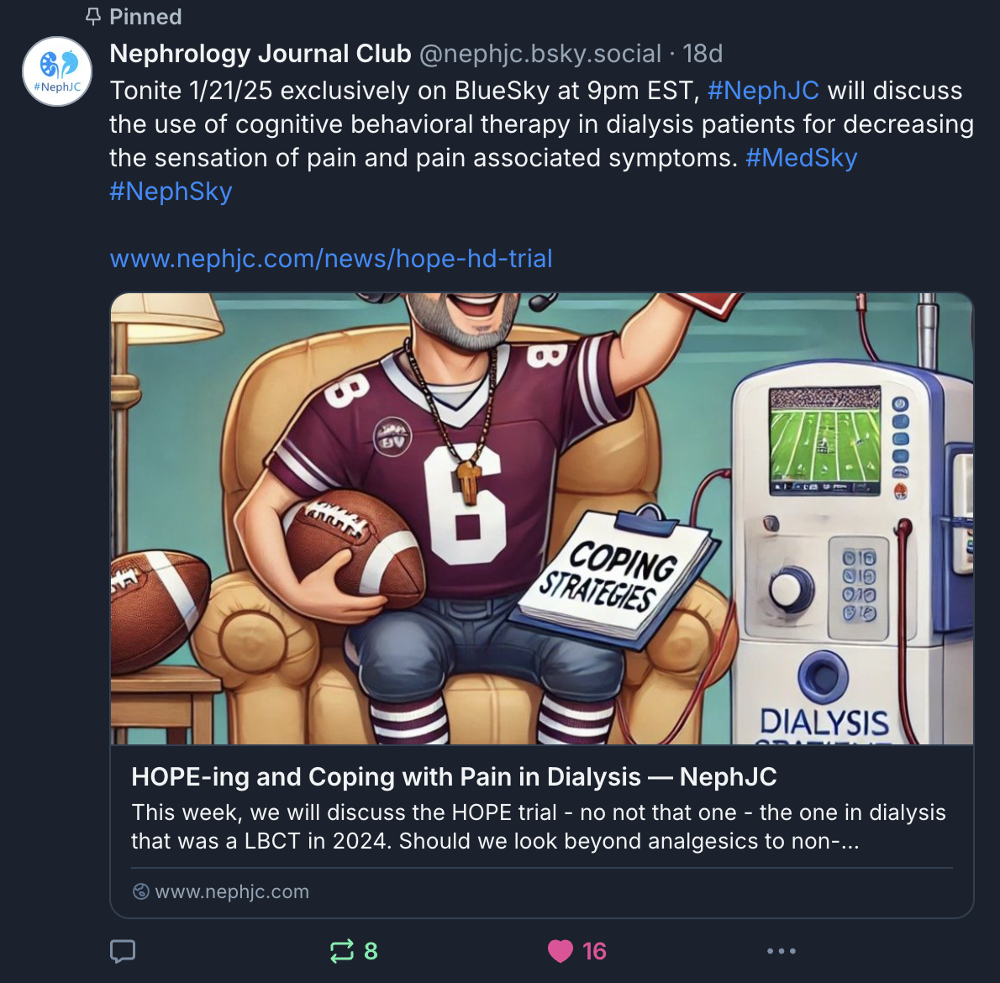 Pinned
#NephJC
Nephrology Journal Club @nephjc.bsky.social · 18d
Tonite 1/21/25 exclusively on BlueSky at 9pm EST, #NephJC will discuss
the use of cognitive behavioral therapy in dialysis patients for decreasing
the sensation of pain and pain associated symptoms. #MedSky
#NephSky
www.nephjc.com/news/hope-hd-trial
8
8
6
COPING
STRATEGIES
DIALYSIS
HOPE-ing and Coping with Pain in Dialysis — NephJC
This week, we will discuss the HOPE trial - no not that one - the one in dialysis
that was a LBCT in 2024. Should we look beyond analgesics to non-...
www.nephjc.com
8
16